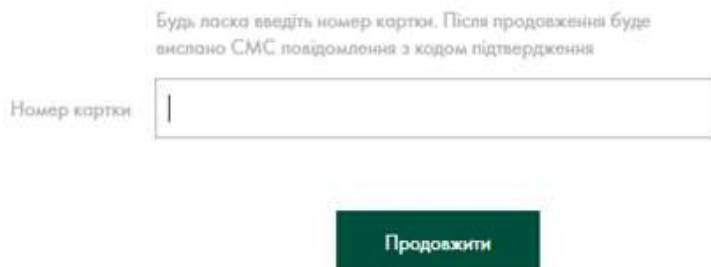 Будь ласка введіть номер картки. Після продовження буде
вислано СМС повідомлення з кодом підтвердження
Номер картки
Продовжити